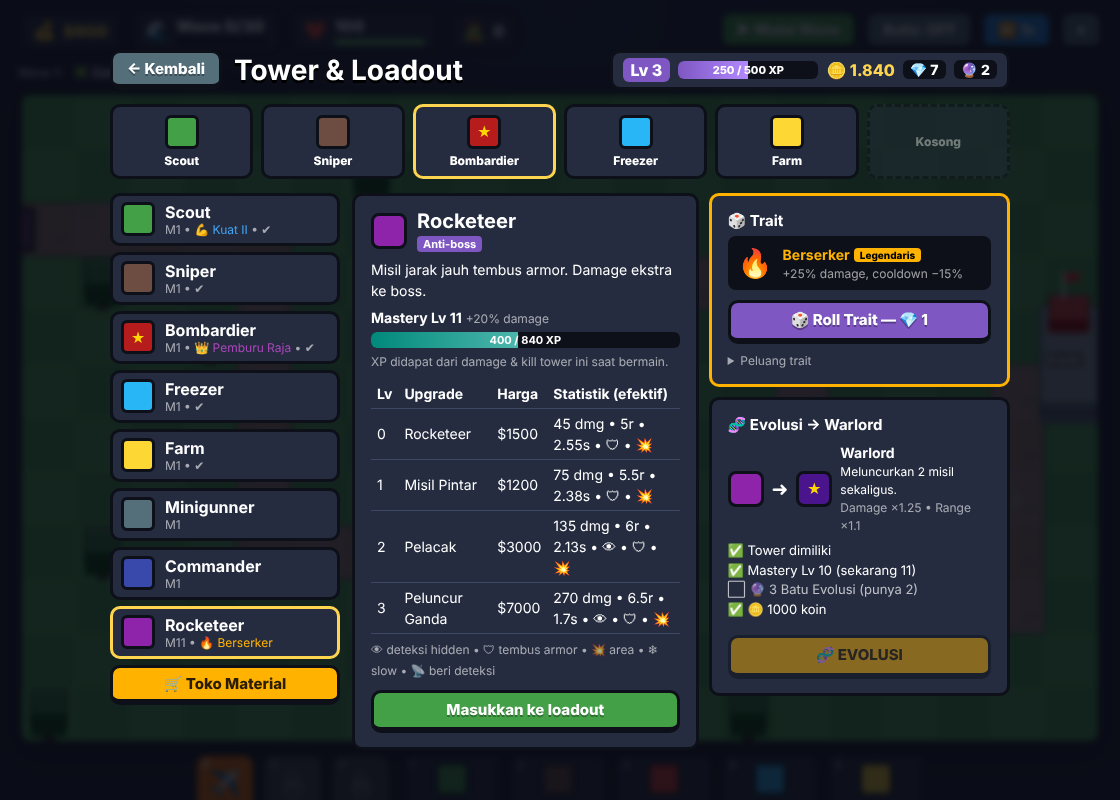 ← Kembali
Tower & Loadout
Lv 3
250 / 500 XP
🪙 1.840
💎 7
🔮 2
Scout
Sniper
Bombardier
Freezer
Farm
Kosong
Scout
M1 • 💪 Kuat II • ✔
Sniper
M1 • ✔
Bombardier
M1 • 👑 Pemburu Raja • ✔
Freezer
M1 • ✔
Farm
M1 • ✔
Minigunner
M1
Commander
M1
Rocketeer
M11 • 🔥 Berserker
🛒 Toko Material
Rocketeer
Anti-boss
Misil jarak jauh tembus armor. Damage ekstra
ke boss.
Mastery Lv 11 +20% damage
400 / 840 XP
XP didapat dari damage & kill tower ini saat bermain.
Lv Upgrade Harga Statistik (efektif)
0 Rocketeer $1500 45 dmg • 5r •
2.55s • 🛡 • 💥
1 Misil Pintar $1200 75 dmg • 5.5r •
2.38s • 🛡 • 💥
2 Pelacak $3000 135 dmg • 6r •
2.13s • 👁 • 🛡 •
💥
3 Peluncur Ganda $7000 270 dmg • 6.5r •
1.7s • 👁 • 🛡 • 💥
👁 deteksi hidden • 🛡 tembus armor • 💥 area • ❄
slow • 📡 beri deteksi
Masukkan ke loadout
🎲 Trait
🔥 Berserker Legendaris
+25% damage, cooldown −15%
🎲 Roll Trait — 💎 1
▶ Peluang trait
🧬 Evolusi → Warlord
Warlord
Meluncurkan 2 misil
sekaligus.
Damage ×1.25 • Range
×1.1
➜
✅ Tower dimiliki
✅ Mastery Lv 10 (sekarang 11)
⬜ 🔮 3 Batu Evolusi (punya 2)
✅ 🪙 1000 koin
🧬 EVOLUSI